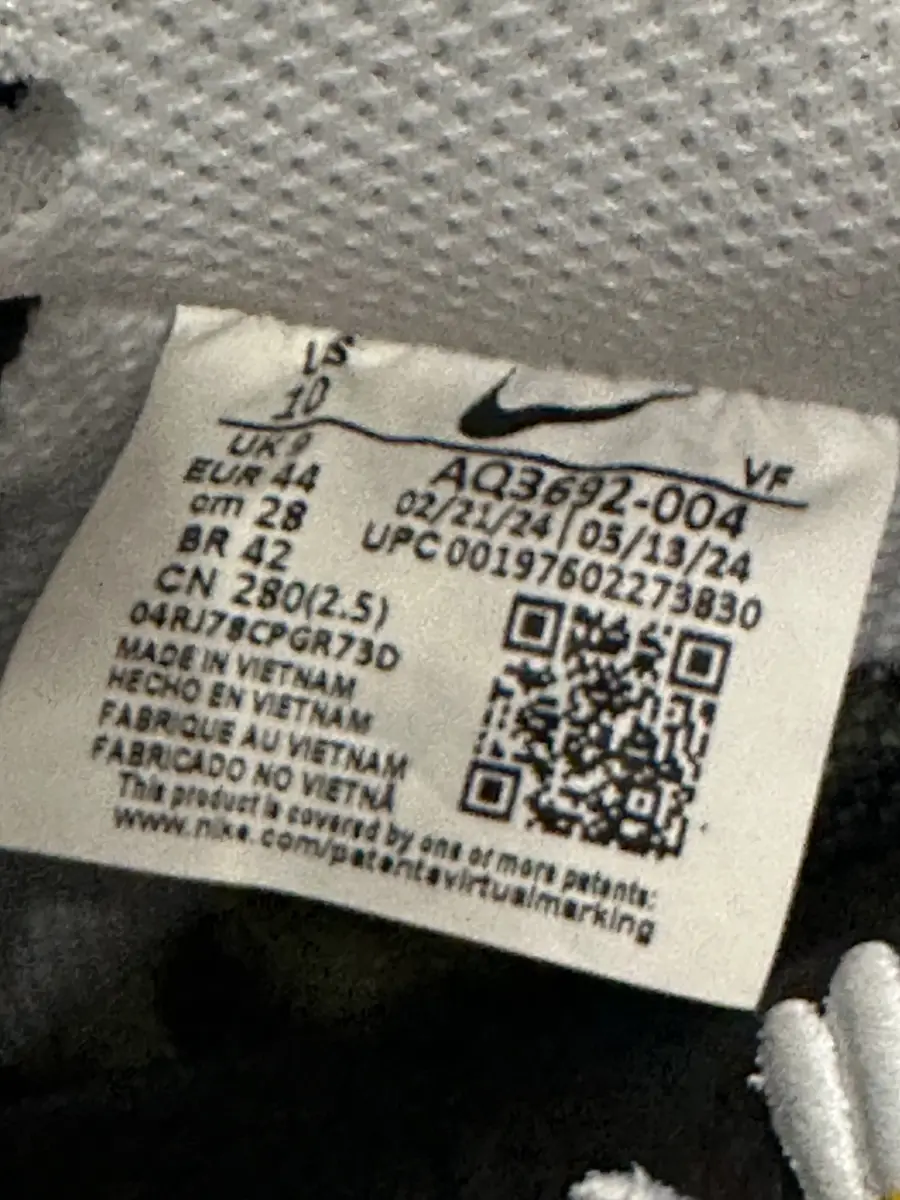 US
10
UK 9
EUR 44
cm 28
BR 42
CN 280(2.5)
04RJ78CPGR73D
MADE IN VIETNAM
HECHO EN VIETNAM
FABRIQUE AU VIETNAM
FABRICADO NO VIETNÃ
VF
AQ3692-004
02/21/24 05/13/24
UPC 00197602273830
This product is covered by one or more patents:
www.nike.com/patentsvirtualmarking